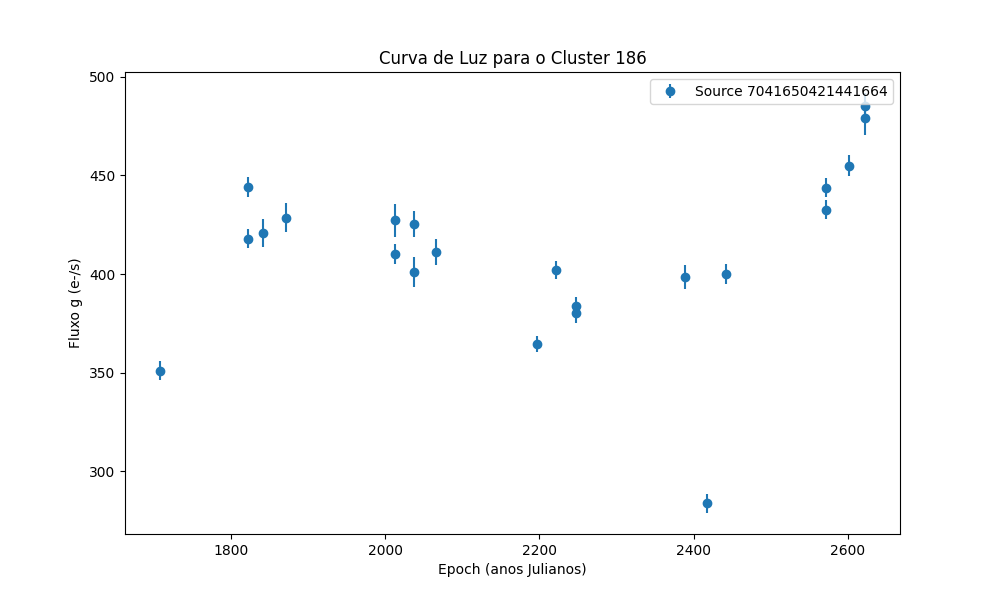 Curva de Luz para o Cluster 186
Source 7041650421441664
Fluxo g (e-/s)
500
450
400
350
300
1800
2000
2200
2400
2600
Epoch (anos Julianos)